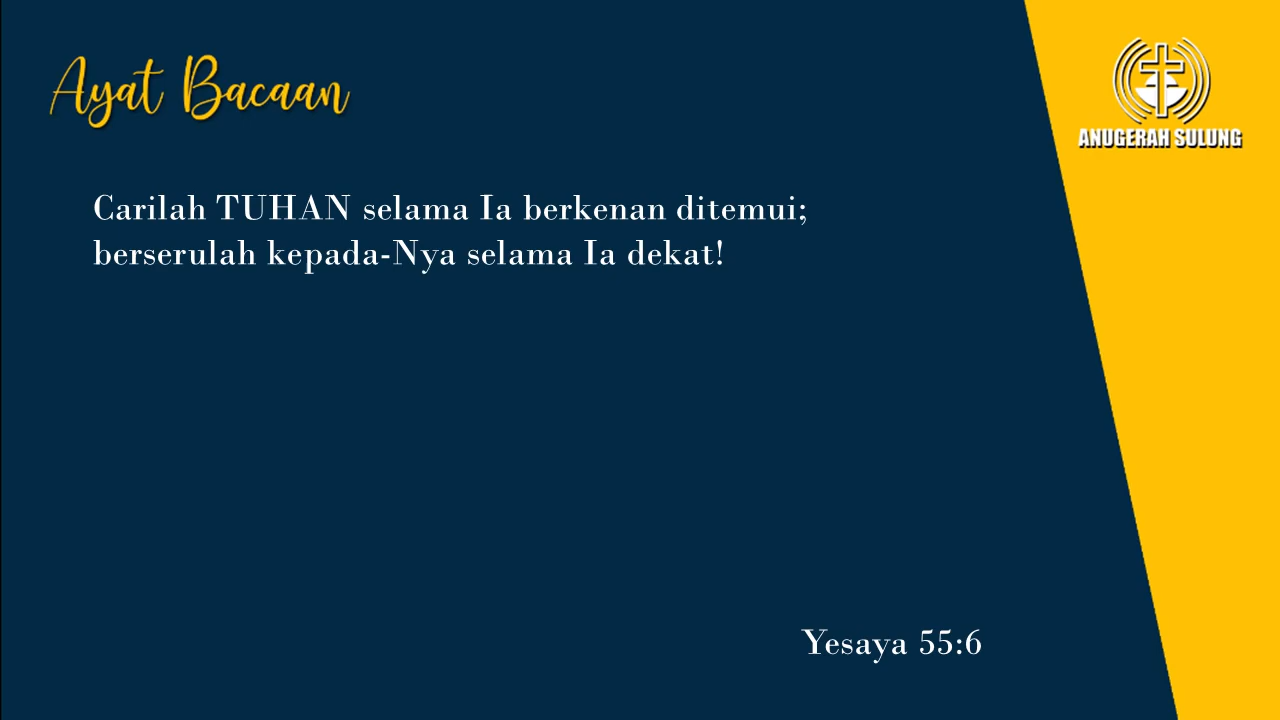 Ayat Bacaan
ANUGERAH SULUNG
Carilah TUHAN selama Ia berkenan ditemui;
berserulah kepada-Nya selama Ia dekat!
Yesaya 55:6